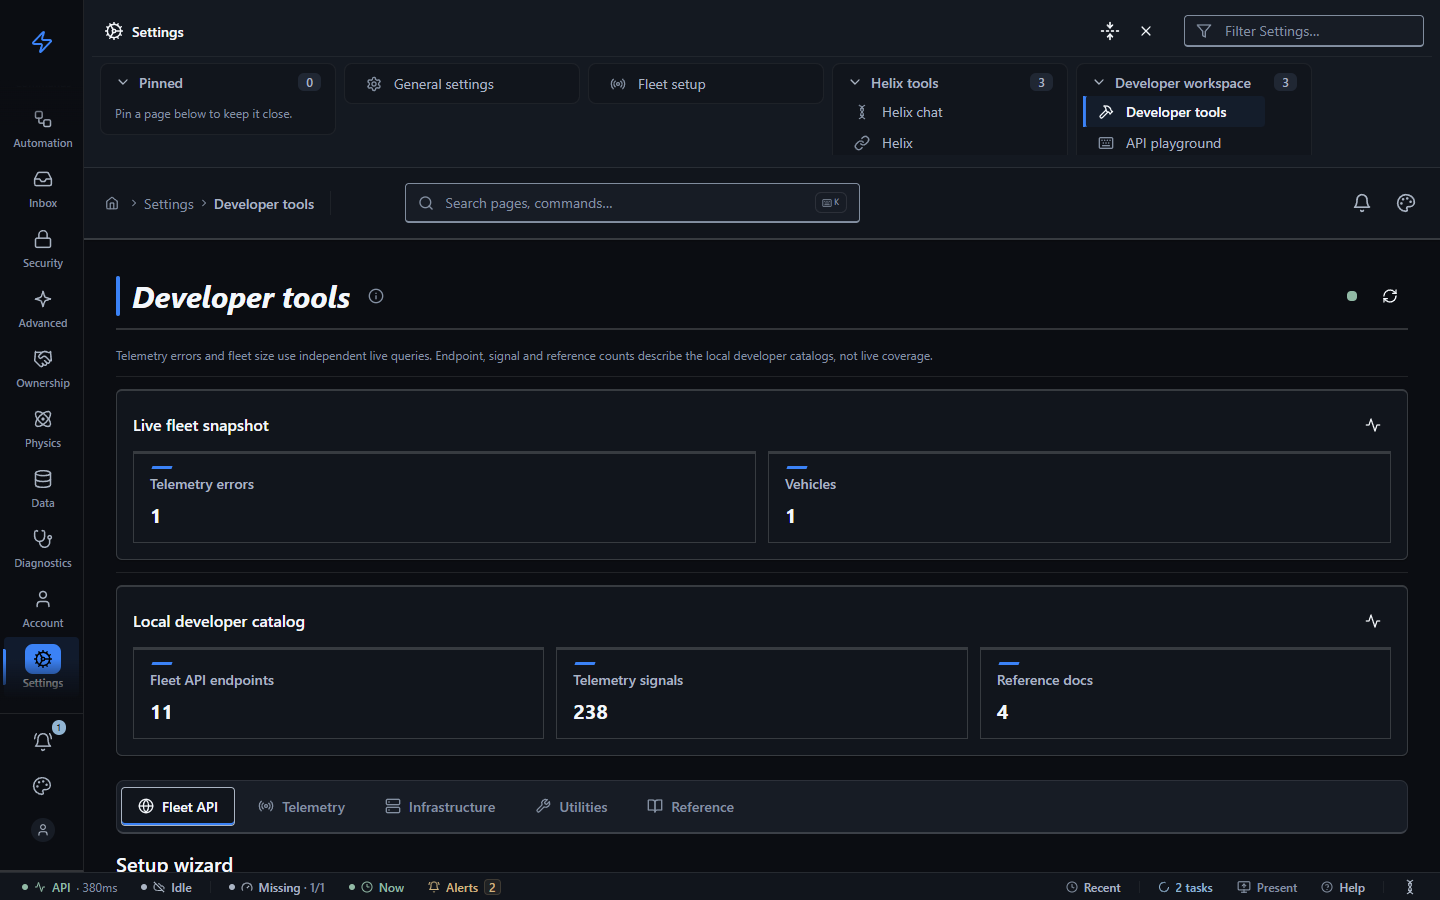 Settings
Filter Settings...
Pinned
0
Pin a page below to keep it close.
General settings
Fleet setup
Helix tools
3
Helix chat
Helix
Developer workspace
3
Developer tools
API playground
Automation
Inbox
Security
Advanced
Ownership
Physics
Data
Diagnostics
Account
Settings
1
Settings
Developer tools
Search pages, commands...
K
Developer tools
Telemetry errors and fleet size use independent live queries. Endpoint, signal and reference counts describe the local developer catalogs, not live coverage.
Live fleet snapshot
Telemetry errors
1
Vehicles
1
Local developer catalog
Fleet API endpoints
11
Telemetry signals
238
Reference docs
4
Fleet API
Telemetry
Infrastructure
Utilities
Reference
Setup wizard
API · 380ms
Idle
Missing · 1/1
Now
Alerts 2
Recent
2 tasks
Present
Help